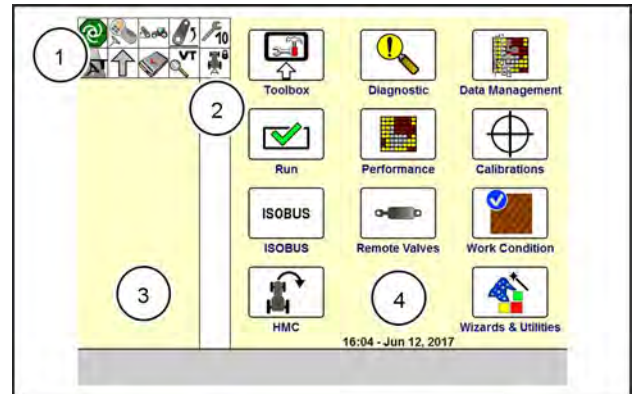 1
10
AT
VT
2
Toolbox
Diagnostic
Data Management
Run
Performance
Calibrations
ISOBUS
ISOBUS
Remote Valves
Work Condition
3
4
HMC
Wizards & Utilities
16:04 - Jun 12, 2017